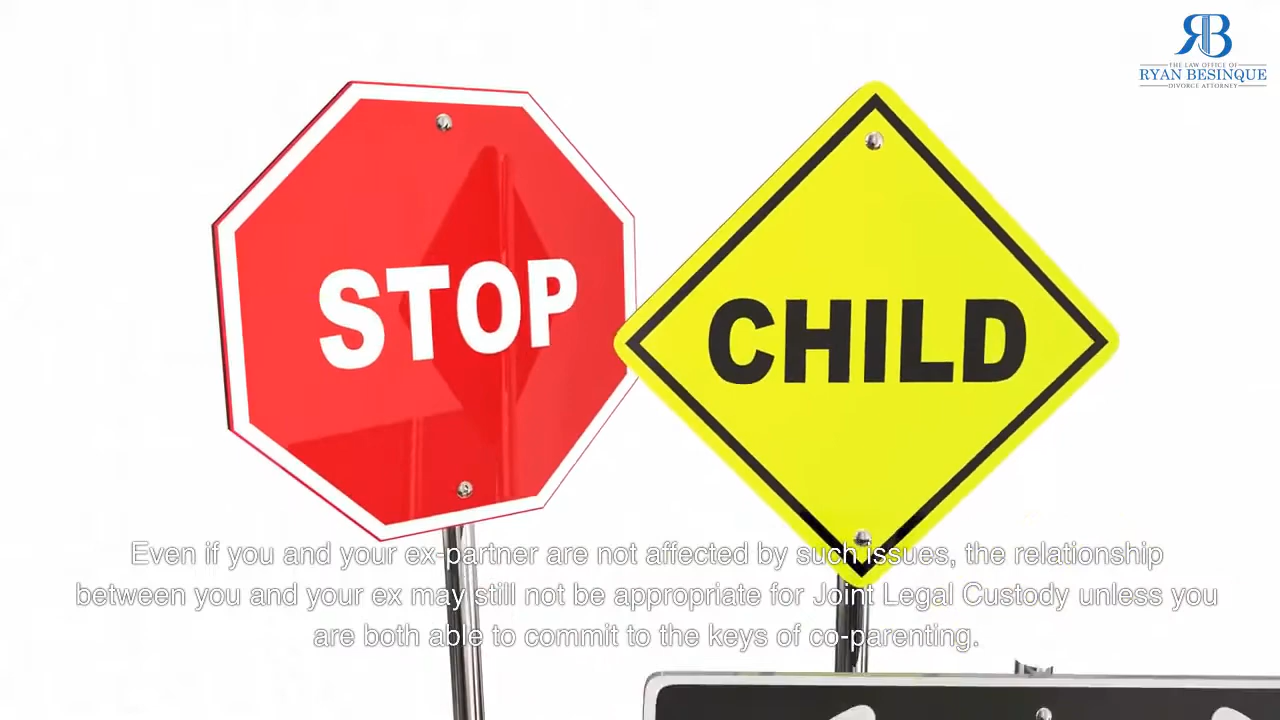 THE LAW OFFICE OF
RYAN BESINQUE
DIVORCE ATTORNEY
STOP
CHILD
Even if you and your ex-partner are not affected by such issues, the relationship
between you and your ex may still not be appropriate for Joint Legal Custody unless you
are both able to commit to the keys of co-parenting.